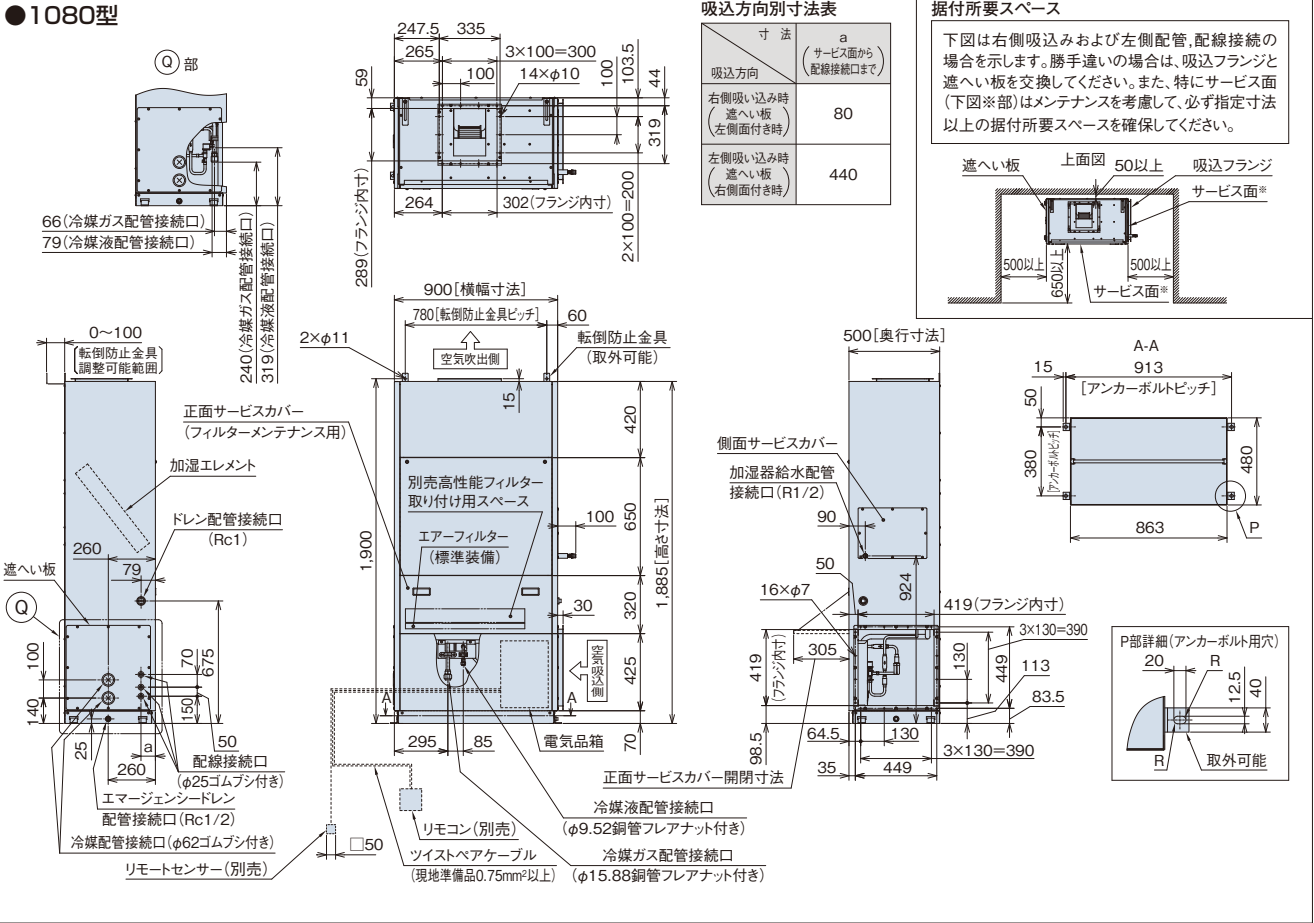 ●1080型
Q 部
66(冷媒ガス配管接続口)
79(冷媒液配管接続口)
240(冷媒ガス配管接続口)
319(冷媒液配管接続口)
247.5
335
265
3×100=300
100
14×φ10
59
100
103.5
44
319
289(フランジ内寸)
264
302(フランジ内寸)
2×100=200
吸込方向別寸法表
寸 法
吸込方向
a
(サービス面から
配線接続口まで)
右側吸い込み時
(遮へい板
左側面付き時)
80
左側吸い込み時
(遮へい板
右側面付き時)
440
据付所要スペース
下図は右側吸込みおよび左側配管,配線接続の
場合を示します。勝手違いの場合は、吸込フランジと
遮へい板を交換してください。また、特にサービス面
(下図※部)はメンテナンスを考慮して、必ず指定寸法
以上の据付所要スペースを確保してください。
遮へい板
上面図
50以上
吸込フランジ
サービス面※
500以上
650以上
500以上
サービス面※
0〜100
〔転倒防止金具
調整可能範囲〕
加湿エレメント
ドレン配管接続口
(Rc1)
260
79
遮へい板
Q
100
140
25
a
260
70
150
675
50
配線接続口
(φ25ゴムブシ付き)
エマージェンシードレン
配管接続口(Rc1/2)
冷媒配管接続口(φ62ゴムブシ付き)
リモートセンサー(別売)
900[横幅寸法]
780[転倒防止金具ピッチ]
60
2×φ11
空気吹出側
転倒防止金具
(取外可能)
正面サービスカバー
(フィルターメンテナンス用)
15
420
別売高性能フィルター
取り付け用スペース
650
100
エアーフィルター
(標準装備)
1,900
1,885[高さ寸法]
320
30
425
空気吸込側
A
A
295
85
電気品箱
70
正面サービスカバー開閉寸法
冷媒液配管接続口
(φ9.52銅管フレアナット付き)
リモコン(別売)
□50
ツイストペアケーブル
(現地準備品0.75mm²以上)
冷媒ガス配管接続口
(φ15.88銅管フレアナット付き)
500[奥行寸法]
側面サービスカバー
加湿器給水配管
接続口(R1/2)
90
50
924
16×φ7
419(フランジ内寸)
3×130=390
305
419
(フランジ内寸)
130
449
113
83.5
98.5
64.5
130
3×130=390
35
449
A-A
15
913
[アンカーボルトピッチ]
50
380
[アンカーボルトピッチ]
480
863
P
P部詳細(アンカーボルト用穴)
20
R
12.5
40
R
取外可能